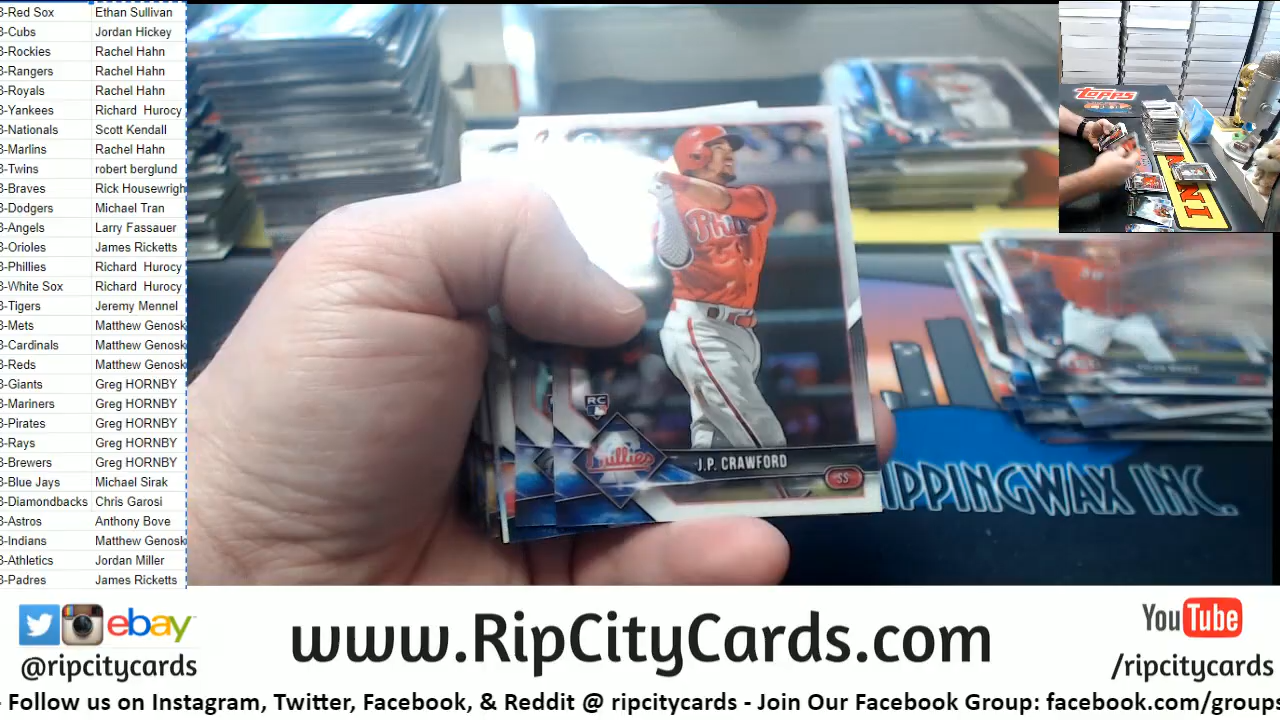 3-Red Sox Ethan Sullivan
3-Cubs Jordan Hickey
3-Rockies Rachel Hahn
3-Rangers Rachel Hahn
3-Royals Rachel Hahn
3-Yankees Richard Hurocy
3-Nationals Scott Kendall
3-Marlins Rachel Hahn
3-Twins robert berglund
3-Braves Rick Housewrigh
3-Dodgers Michael Tran
3-Angels Larry Fassauer
3-Orioles James Ricketts
3-Phillies Richard Hurocy
3-White Sox Richard Hurocy
3-Tigers Jeremy Mennel
3-Mets Matthew Genosk
3-Cardinals Matthew Genosk
3-Reds Matthew Genosk
3-Giants Greg HORNBY
3-Mariners Greg HORNBY
3-Pirates Greg HORNBY
3-Rays Greg HORNBY
3-Brewers Greg HORNBY
3-Blue Jays Michael Sirak
3-Diamondbacks Chris Garosi
3-Astros Anthony Bove
3-Indians Matthew Genosk
3-Athletics Jordan Miller
3-Padres James Ricketts
Topps
NINI
Phil
RC
Phillies
J.P. CRAWFORD
SS
IPPINGWAX INC.
ebay
@ripcitycards
www.RipCityCards.com
YouTube
/ripcitycards
- Follow us on Instagram, Twitter, Facebook, & Reddit @ ripcitycards - Join Our Facebook Group: facebook.com/groups